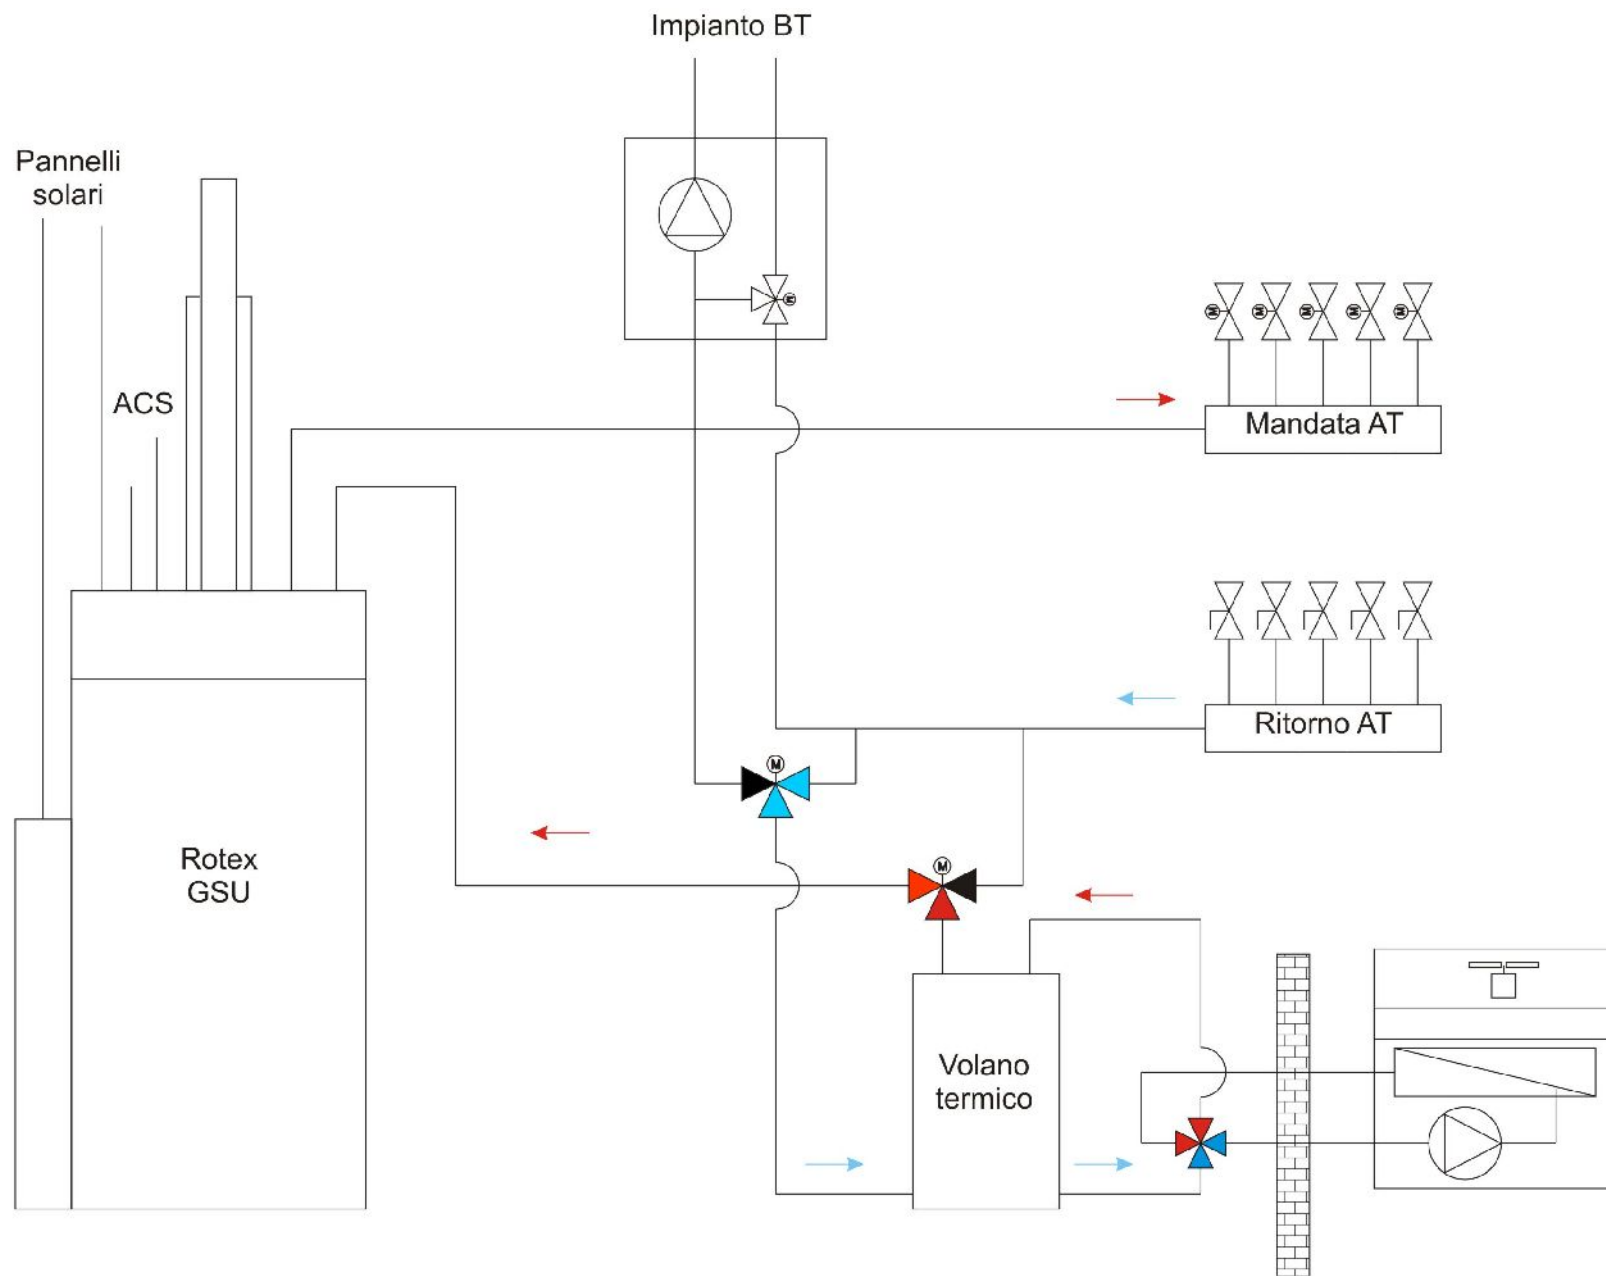 Impianto BT
Pannelli
solari
M
ACS
M M M M M
Mandata AT
Ritorno AT
M
Rotex
GSU
M
Volano
termico